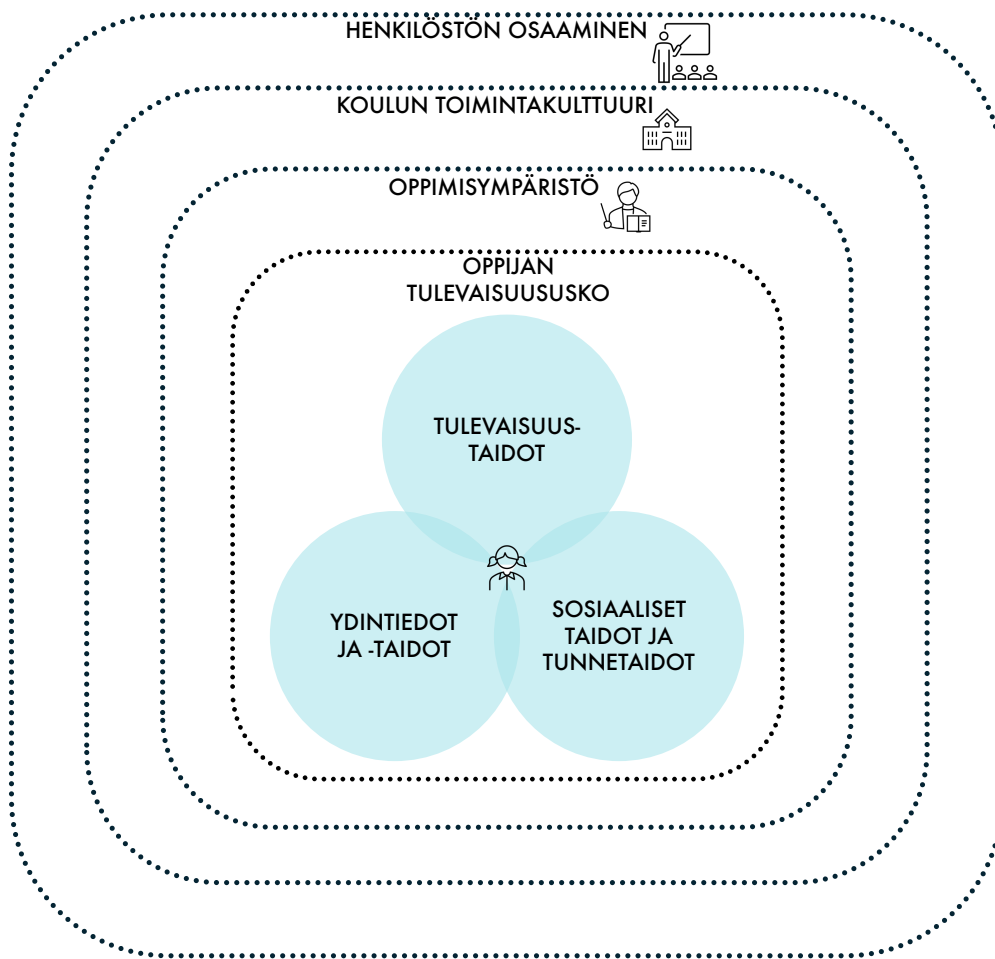 HENKILÖSTÖN OSAAMINEN
KOULUN TOIMINTAKULTTUURI
OPPIMISYMPÄRISTÖ
OPPIJAN
TULEVAISUUSUSKO
TULEVAISUUS-
TAIDOT
YDINTIEDOT
JA -TAIDOT
SOSIAALISET
TAIDOT JA
TUNNETAIDOT